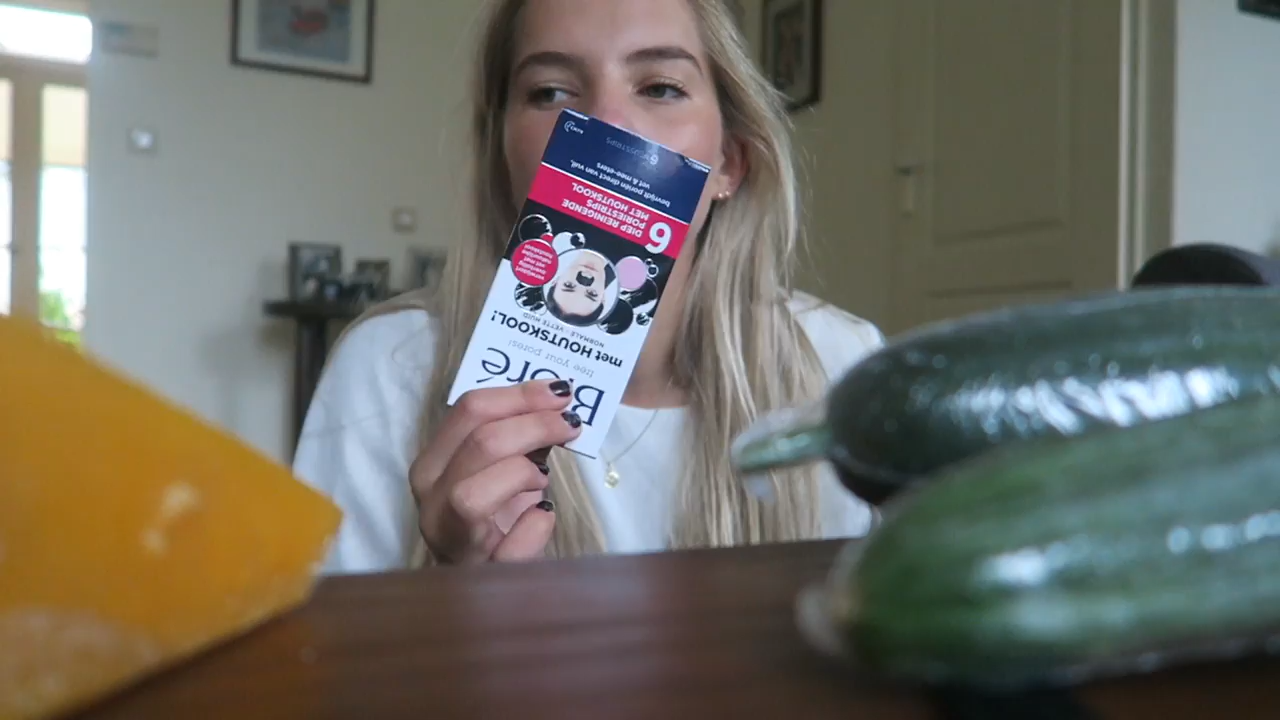 Bioré
free your pores!
met HOUTSKOOL!
NORMALE - VETTE HUID
6
DIEP REINIGENDE
PORIESTRIPS
MET HOUTSKOOL
bevrijdt poriën direct van vuil,
vet & mee-eters